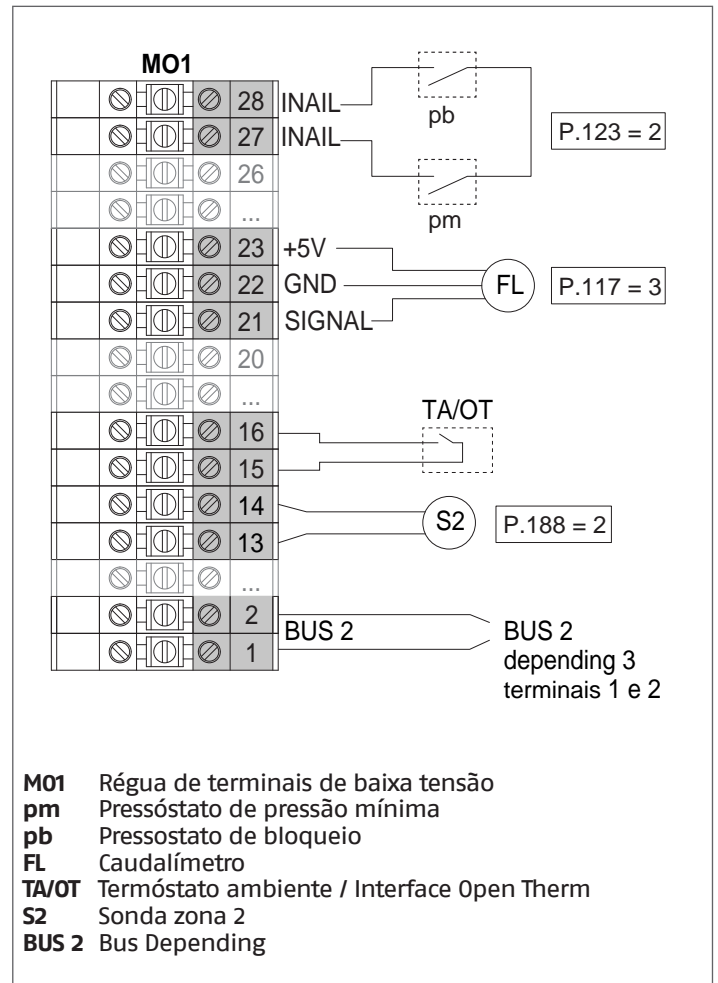 MO1
28 INAIL
pb
27 INAIL
P.123 = 2
26
...
pm
23 +5V
22 GND
FL
P.117 = 3
21 SIGNAL
20
...
TA/OT
16
15
14
S2
P.188 = 2
13
...
2
BUS 2
BUS 2
1
depending 3
terminais 1 e 2
M01 Régua de terminais de baixa tensão
pm Pressóstato de pressão mínima
pb Pressostato de bloqueio
FL Caudalímetro
TA/OT Termóstato ambiente / Interface Open Therm
S2 Sonda zona 2
BUS 2 Bus Depending